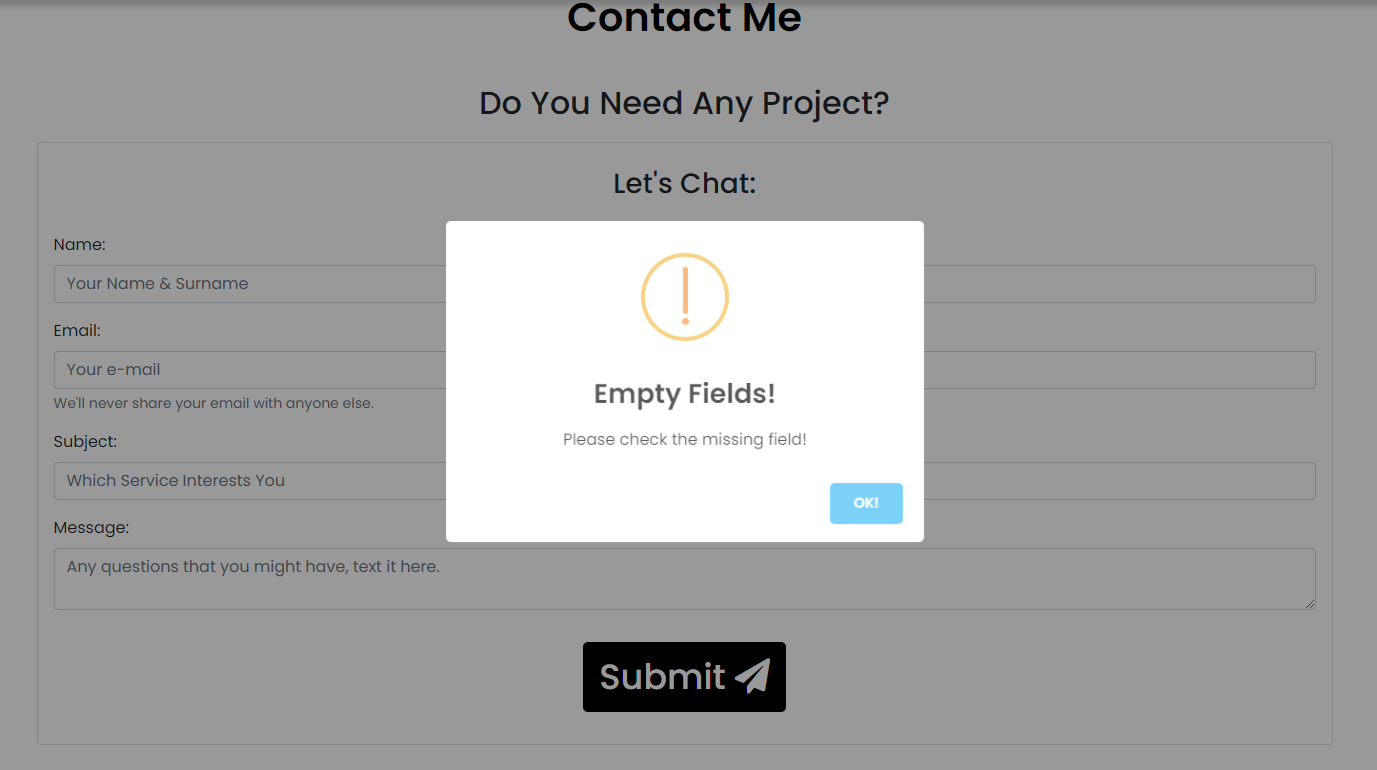 Contact Me
Do You Need Any Project?
Let's Chat:
Name:
Your Name & Surname
Email:
Your e-mail
We'll never share your email with anyone else.
Subject:
Which Service Interests You
Message:
Any questions that you might have, text it here.
Submit
Empty Fields!
Please check the missing field!
OK!